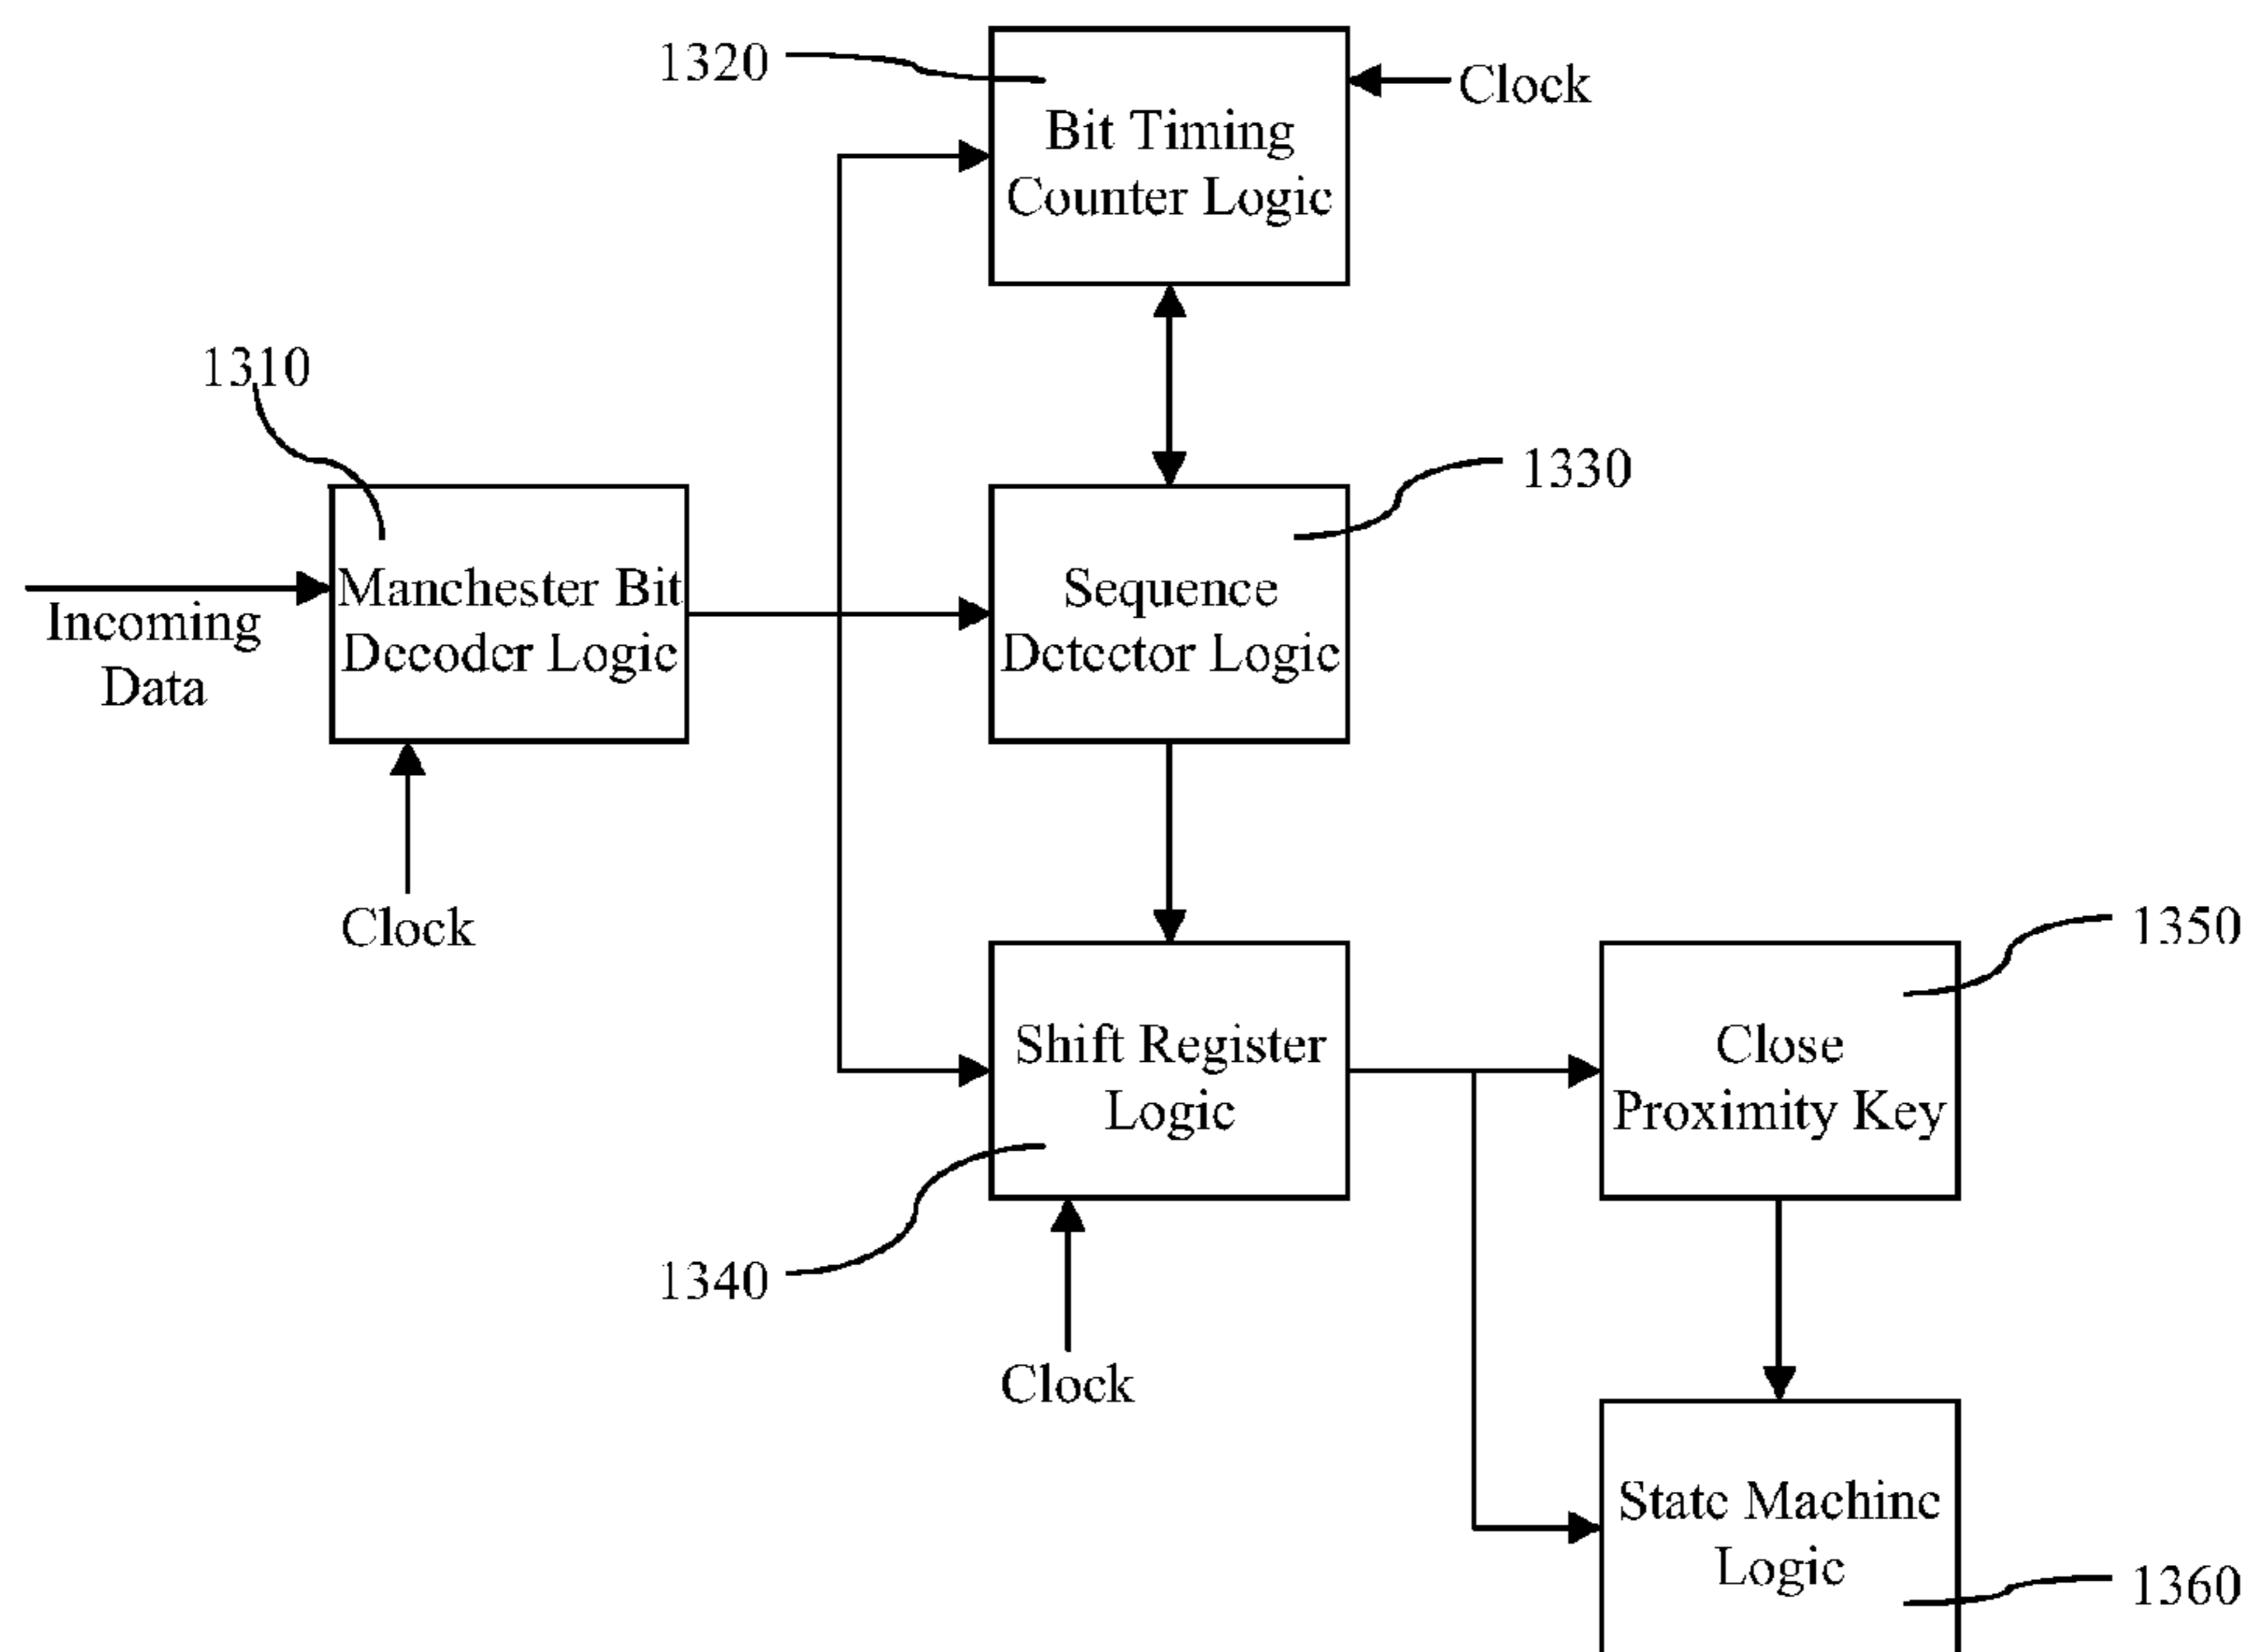 1320
Clock
Bit Timing
Counter Logic
1310
1330
Incoming
Data
Manchester Bit
Decoder Logic
Sequence
Detector Logic
Clock
1350
Shift Register
Logic
Close
Proximity Key
1340
Clock
State Machine
Logic
1360